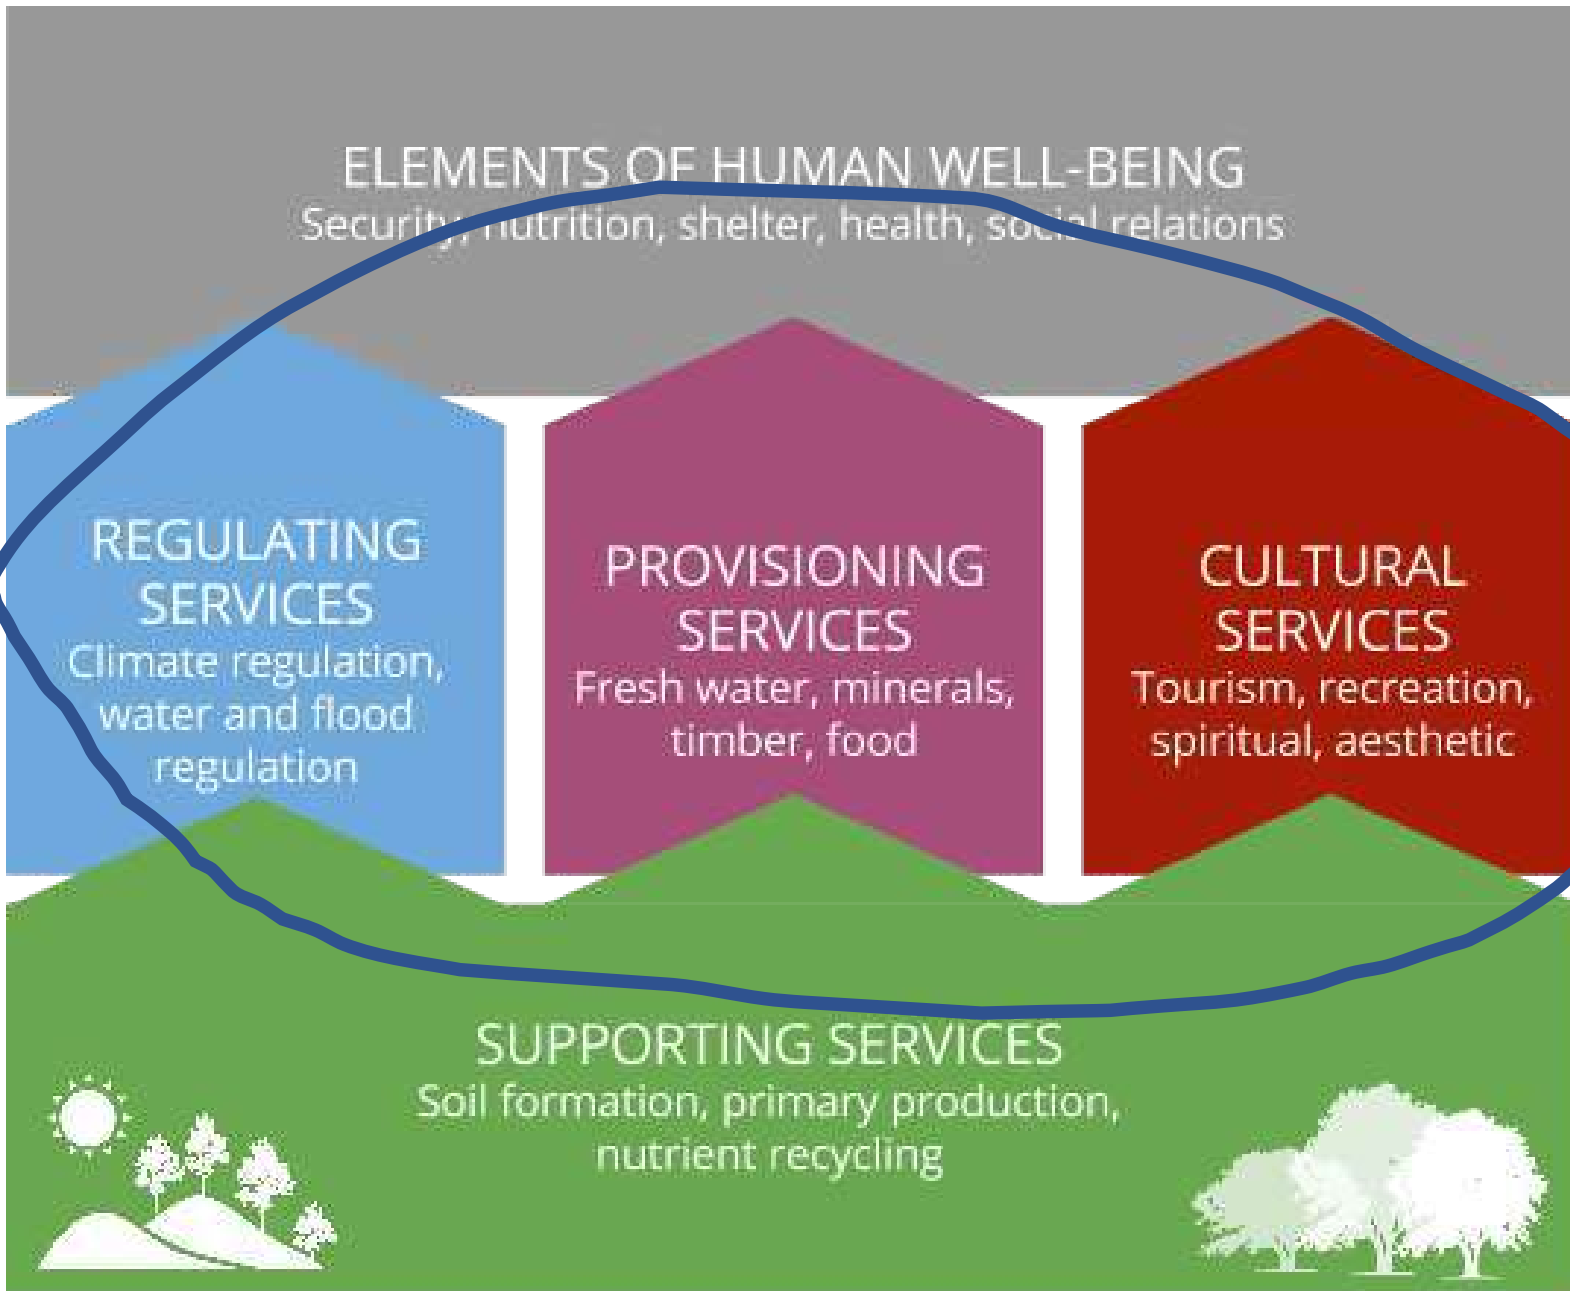 ELEMENTS OF HUMAN WELL-BEING
Security, nutrition, shelter, health, social relations
REGULATING
SERVICES
Climate regulation,
water and flood
regulation
PROVISIONING
SERVICES
Fresh water, minerals,
timber, food
CULTURAL
SERVICES
Tourism, recreation,
spiritual, aesthetic
SUPPORTING SERVICES
Soil formation, primary production,
nutrient recycling